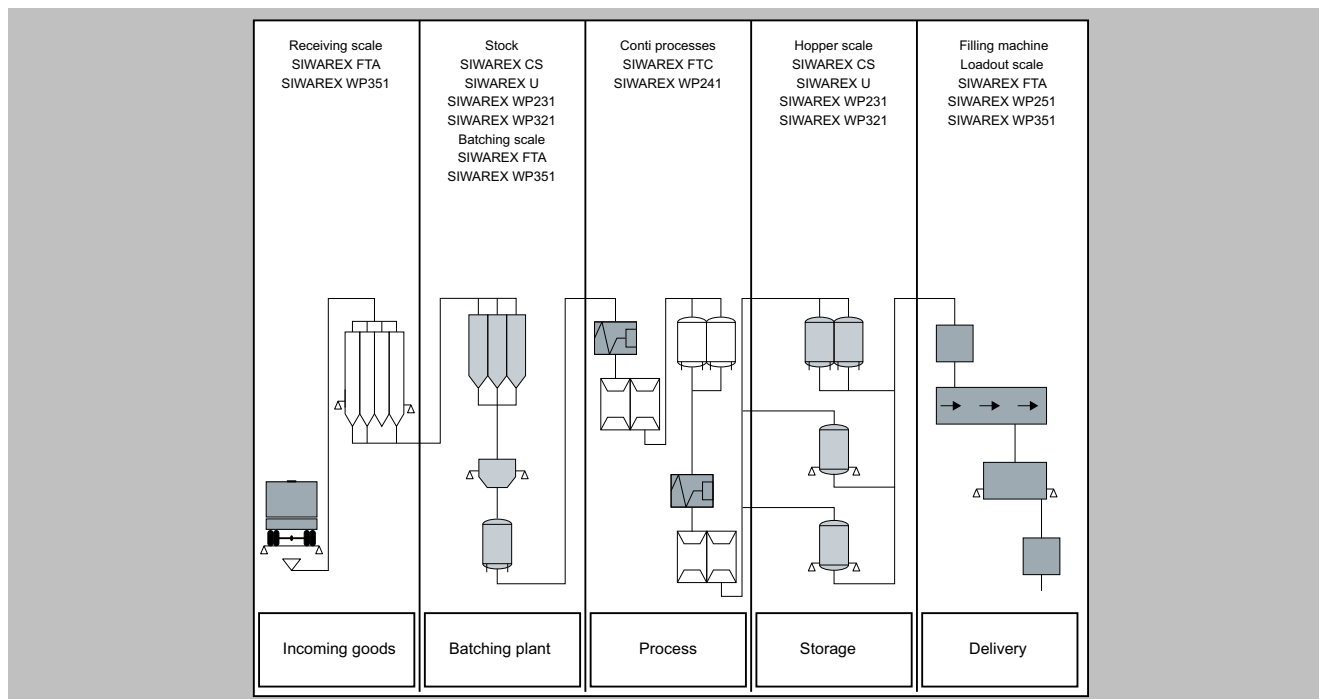 Receiving scale
SIWAREX FTA
SIWAREX WP351
Stock
SIWAREX CS
SIWAREX U
SIWAREX WP231
SIWAREX WP321
Batching scale
SIWAREX FTA
SIWAREX WP351
Conti processes
SIWAREX FTC
SIWAREX WP241
Hopper scale
SIWAREX CS
SIWAREX U
SIWAREX WP231
SIWAREX WP321
Filling machine
Loadout scale
SIWAREX FTA
SIWAREX WP251
SIWAREX WP351
Incoming goods
Batching plant
Process
Storage
Delivery